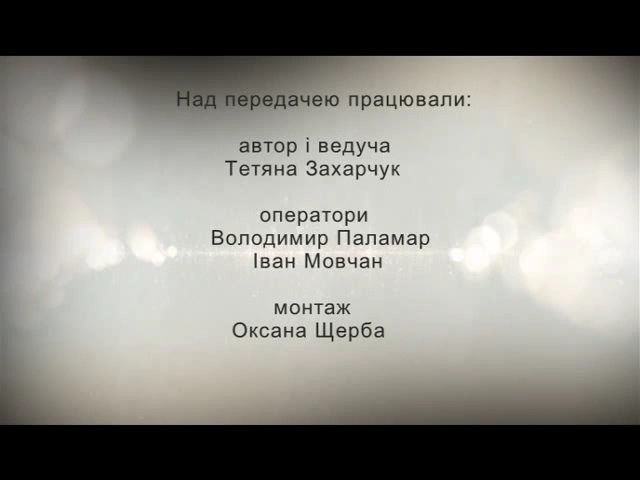 Над передачею працювали:
автор і ведуча
Тетяна Захарчук
оператори
Володимир Паламар
Іван Мовчан
монтаж
Оксана Щерба